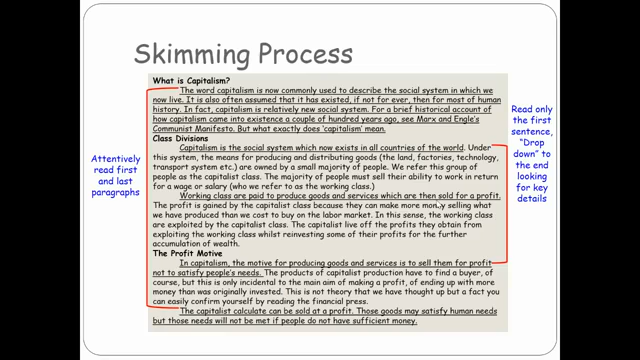 Skimming Process
What is Capitalism?
The word capitalism is now commonly used to describe the social system in which we
now live. It is also often assumed that it has existed, if not for ever, then for most of human
history. In fact, capitalism is relatively new social system. For a brief historical account of
how capitalism came into existence a couple of hundred years ago, see Marx and Engle's
Communist Manifesto. But what exactly does 'capitalism' mean.
Class Divisions
Capitalism is the social system which now exists in all countries of the world. Under
this system, the means for producing and distributing goods (the land, factories, technology,
transport system etc.) are owned by a small majority of people. We refer this group of
people as the capitalist class. The majority of people must sell their ability to work in return
for a wage or salary (who we refer to as the working class.)
Working class are paid to produce goods and services which are then sold for a profit.
The profit is gained by the capitalist class because they can make more money selling what
we have produced than we cost to buy on the labor market. In this sense, the working class
are exploited by the capitalist class. The capitalist live off the profits they obtain from
exploiting the working class whilst reinvesting some of their profits for the further
accumulation of wealth.
The Profit Motive
In capitalism, the motive for producing goods and services is to sell them for profit
not to satisfy people's needs. The products of capitalist production have to find a buyer, of
course, but this is only incidental to the main aim of making a profit, of ending up with more
money than was originally invested. This is not theory that we have thought up but a fact you
can easily confirm yourself by reading the financial press.
The capitalist calculate can be sold at a profit. Those goods may satisfy human needs
but those needs will not be met if people do not have sufficient money.
Attentively
read first
and last
paragraphs
Read only
the first
sentence,
"Drop
down" to
the end
looking
for key
details